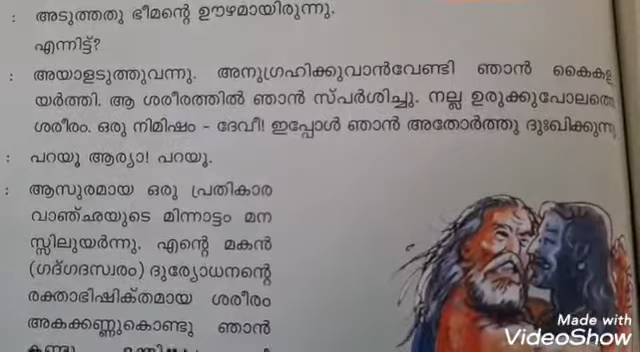 : അടുത്തതു ഭീമന്റെ ഊഴമായിരുന്നു.
എന്നിട്ട്?
: അയാളടുത്തുവന്നു. അനുഗ്രഹിക്കുവാൻവേണ്ടി ഞാൻ കൈകള
യർത്തി. ആ ശരീരത്തിൽ ഞാൻ സ്പർശിച്ചു. നല്ല ഉരുക്കുപോലത്തെ
ശരീരം. ഒരു നിമിഷം - ദേവീ! ഇപ്പോൾ ഞാൻ അതോർത്തു ദുഃഖിക്കുന്നു
: പറയൂ ആര്യാ! പറയൂ.
: ആസുരമായ ഒരു പ്രതികാര
വാഞ്ഛയുടെ മിന്നാട്ടം മന
സ്സിലുയർന്നു. എന്റെ മകൻ
(ഗദ്ഗദസ്വരം) ദുര്യോധനന്റെ
രക്താഭിഷിക്തമായ ശരീരം
അകക്കണ്ണുകൊണ്ടു ഞാൻ
കണ്ടു
Made with
VideoShow